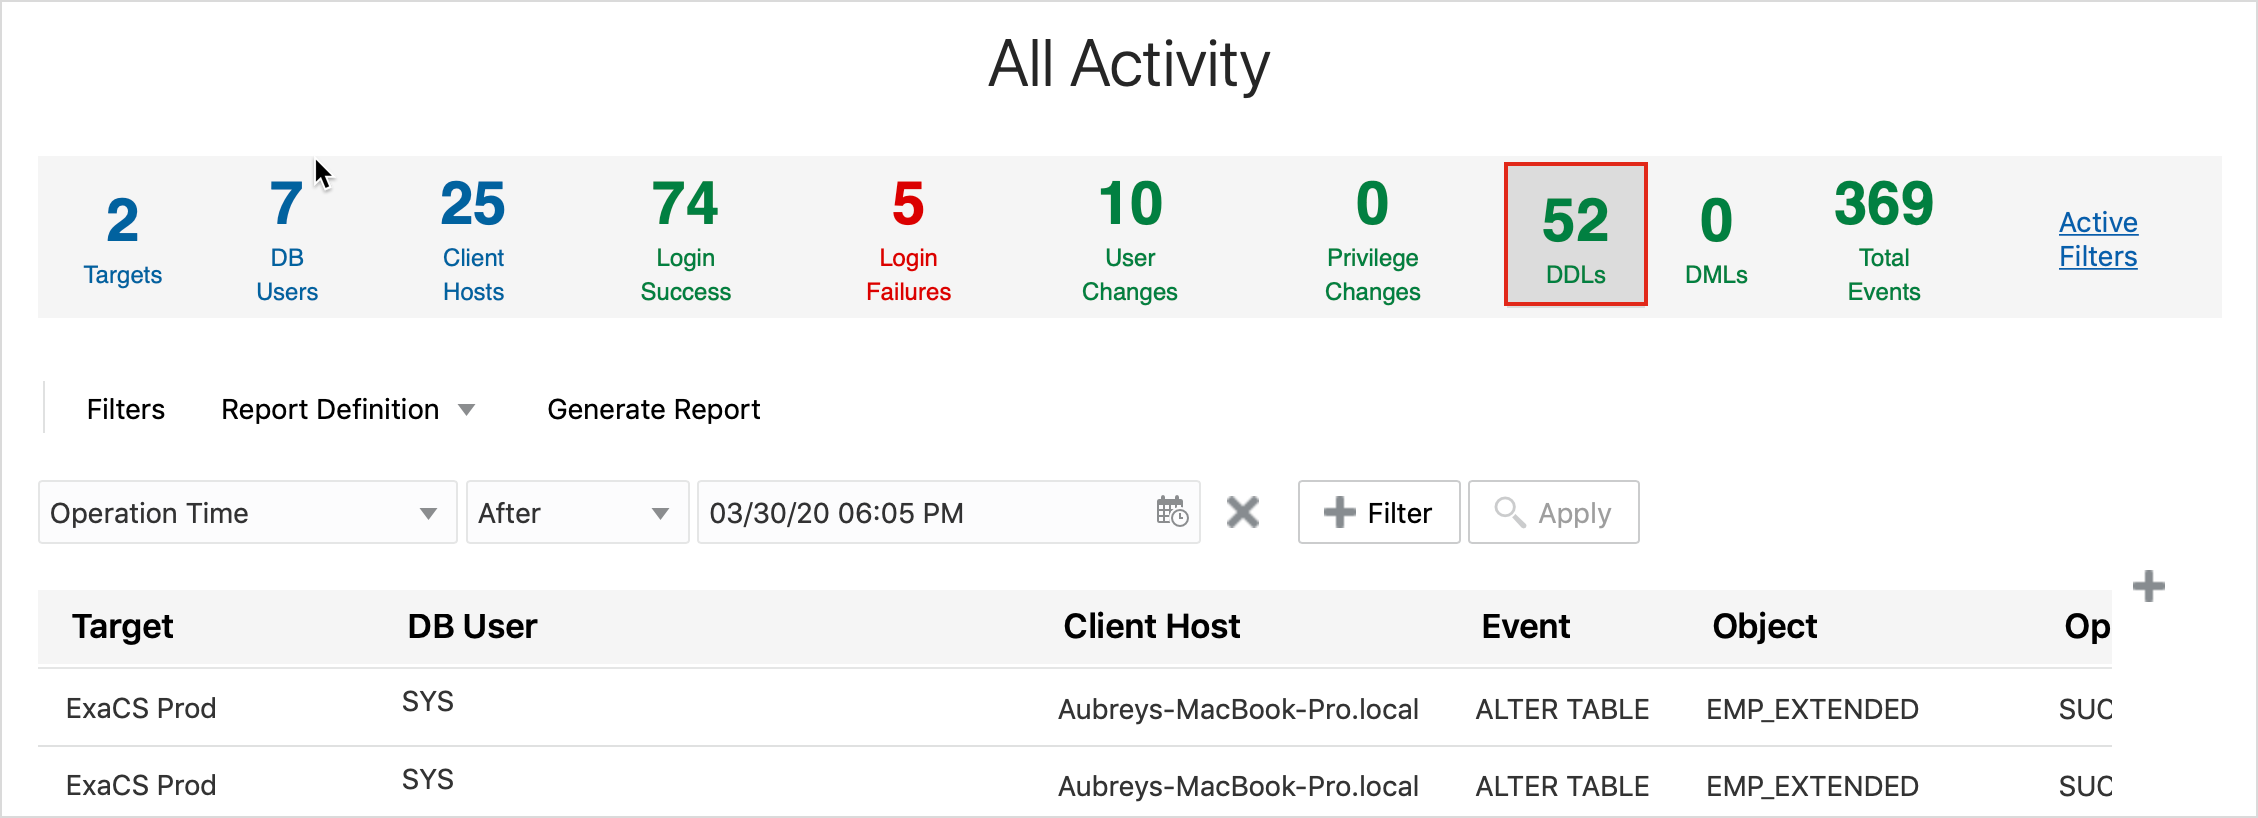 All Activity
2 7 25 74 5 10 0 52 0 369
Targets DB Users Client Hosts Login Success Login Failures User Changes Privilege Changes DDLs DMLs Total Events Active Filters
Filters Report Definition Generate Report
Operation Time After 03/30/20 06:05 PM Filter Apply
Target DB User Client Host Event Object Op
ExaCS Prod SYS Aubreys-MacBook-Pro.local ALTER TABLE EMP_EXTENDED SUC
ExaCS Prod SYS Aubreys-MacBook-Pro.local ALTER TABLE EMP_EXTENDED SUC